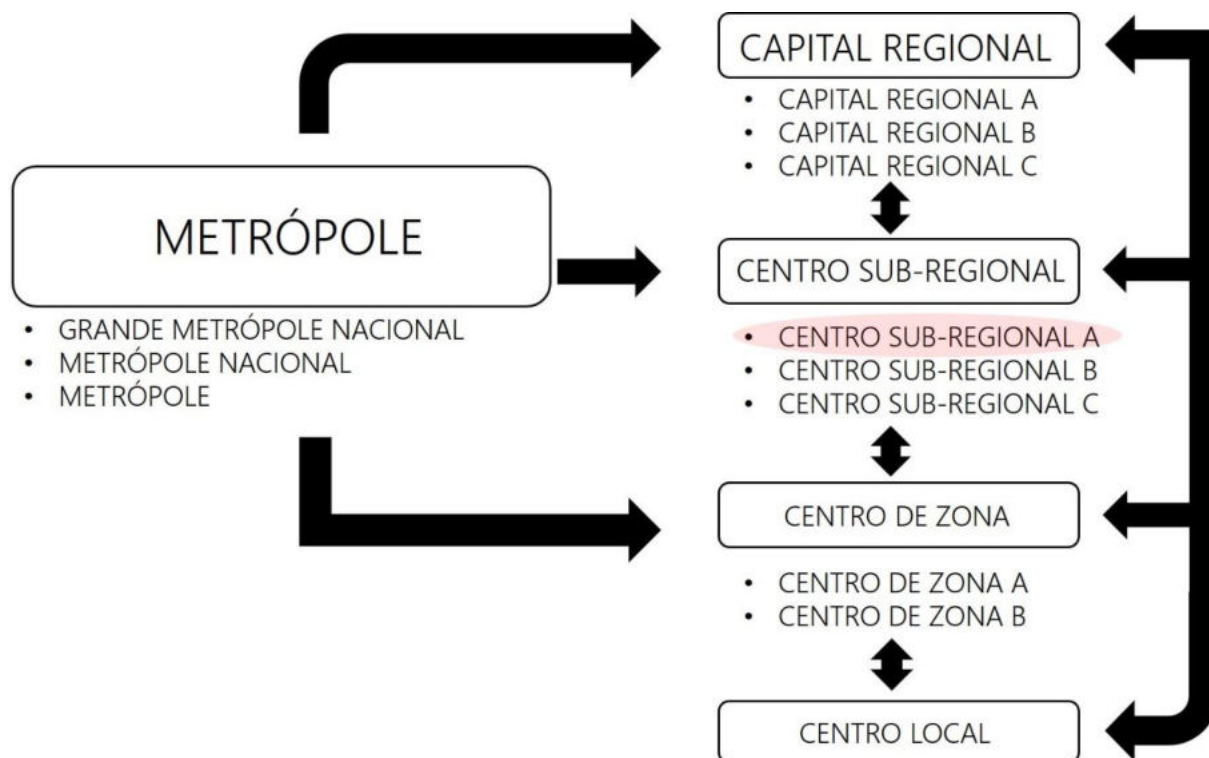 METRÓPOLE
• GRANDE METRÓPOLE NACIONAL
• METRÓPOLE NACIONAL
• METRÓPOLE
CAPITAL REGIONAL
• CAPITAL REGIONAL A
• CAPITAL REGIONAL B
• CAPITAL REGIONAL C
CENTRO SUB-REGIONAL
• CENTRO SUB-REGIONAL A
• CENTRO SUB-REGIONAL B
• CENTRO SUB-REGIONAL C
CENTRO DE ZONA
• CENTRO DE ZONA A
• CENTRO DE ZONA B
CENTRO LOCAL